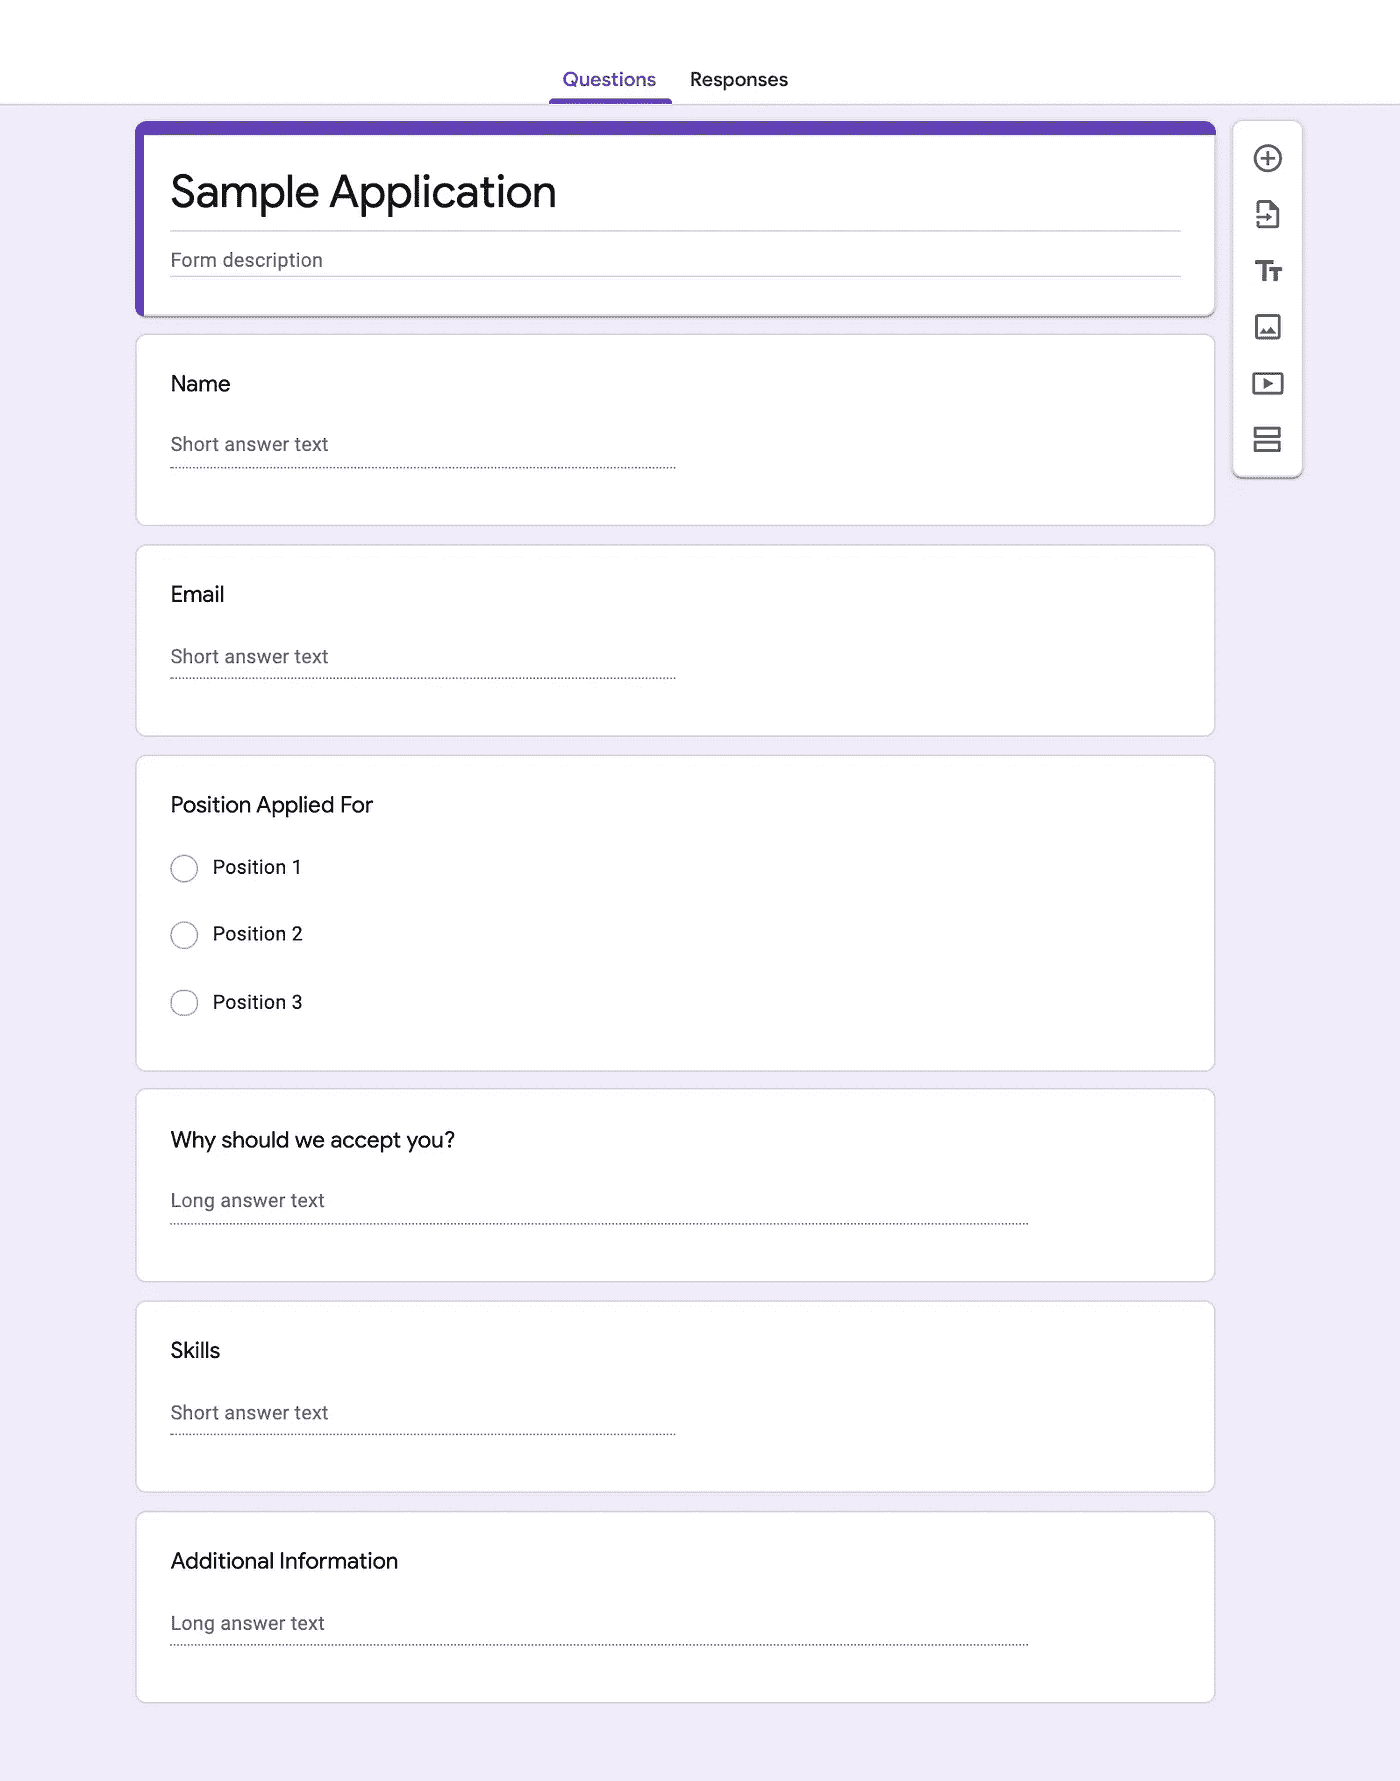 Questions Responses
Sample Application
Form description
Name
Short answer text
Email
Short answer text
Position Applied For
Position 1
Position 2
Position 3
Why should we accept you?
Long answer text
Skills
Short answer text
Additional Information
Long answer text